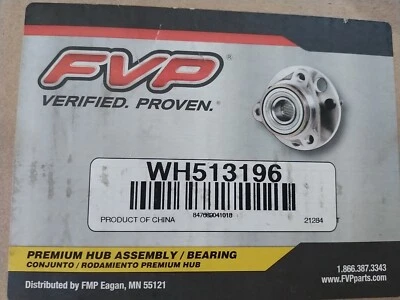 FVP®
VERIFIED. PROVEN.®
WH513196
PRODUCT OF CHINA
21284
PREMIUM HUB ASSEMBLY / BEARING
CONJUNTO / RODAMIENTO PREMIUM HUB
1.866.387.3343
www.FVPparts.com
Distributed by FMP Eagan, MN 55121